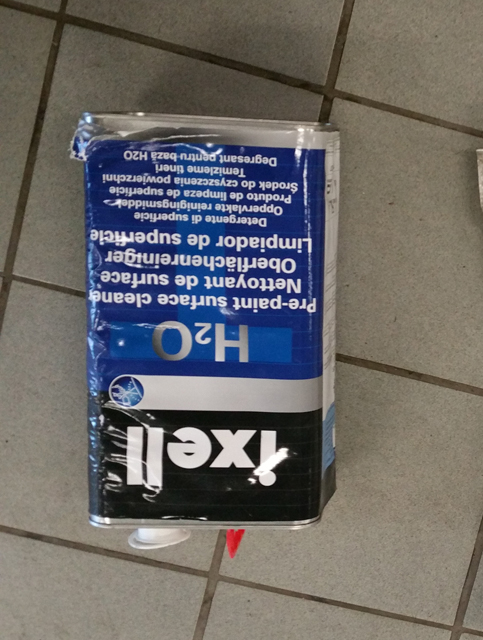 ixell
H₂O
Pre-paint surface cleaner
Nettoyant de surface
Oberflächenreiniger
Limpiador de superficie
Detergente di superficie
Oppervlakte reinigingsmiddel
Produto de limpeza de superficie
Środek do czyszczenia powierzchni
Temizleme tineri
Degresant pentru bază H2O